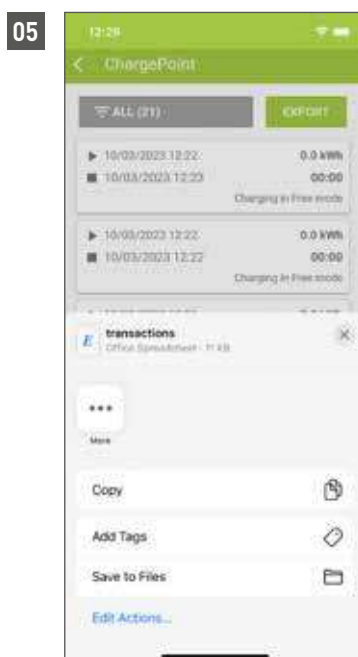 05
12:29
ChargePoint
ALL (21)
EXPORT
10/03/2023 12:22 0.0 kWh
10/03/2023 12:23 00:00
Charging in Free mode
10/03/2023 12:22 0.0 kWh
10/03/2023 12:22 00:00
Charging in Free mode
E transactions
Office Spreadsheet · 11 KB
More
Copy
Add Tags
Save to Files
Edit Actions...